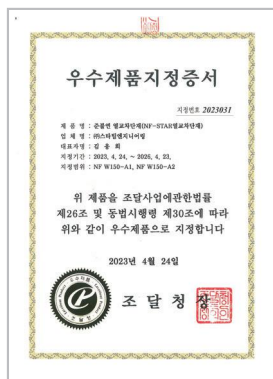 우수제품지정증서
지정번호 2023031
제 품 명 : 준불연 열교차단재(NF-STAR열교차단재)
업 체 명 : ㈜스타빌엔지니어링
대표자명 : 김홍희
지정기간 : 2023. 4. 24. ~ 2026. 4. 23.
지정범위 : NF W150-A1, NF W150-A2
위 제품을 조달사업에관한법률
제26조 및 동법시행령 제30조에 따라
위와 같이 우수제품으로 지정합니다
2023년 4월 24일
조달청장